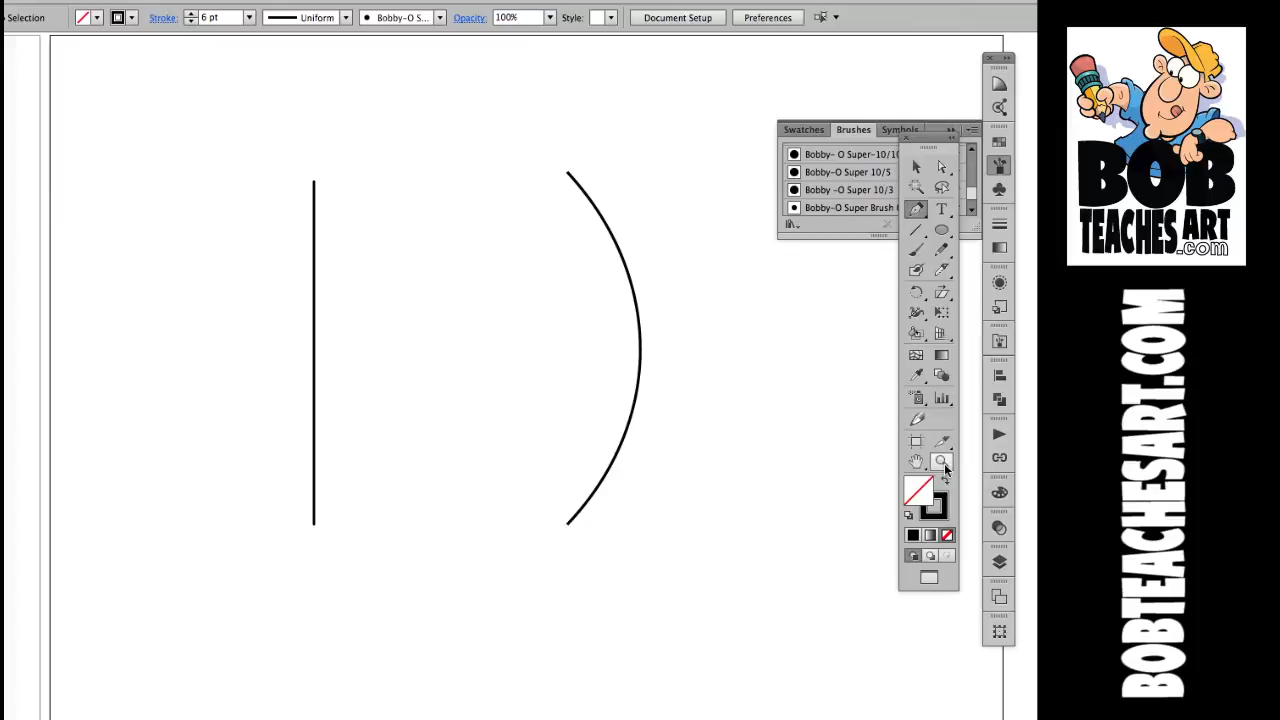 Selection
Stroke:
6 pt
Uniform
Bobby-O S...
Opacity:
100%
Style:
Document Setup
Preferences
Swatches
Brushes
Symbols
Bobby- O Super-10/10
Bobby-O Super 10/5
Bobby -O Super 10/3
Bobby-O Super Brush
T
BOB
TEACHES ART
.com
BOBTEACHESART.COM